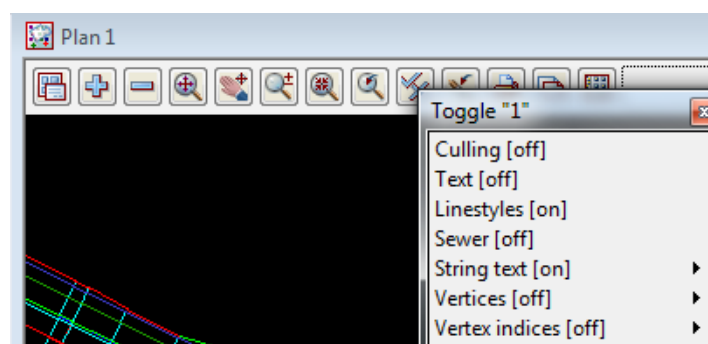 Plan 1
Toggle "1"
Culling [off]
Text [off]
Linestyles [on]
Sewer [off]
String text [on]
Vertices [off]
Vertex indices [off]